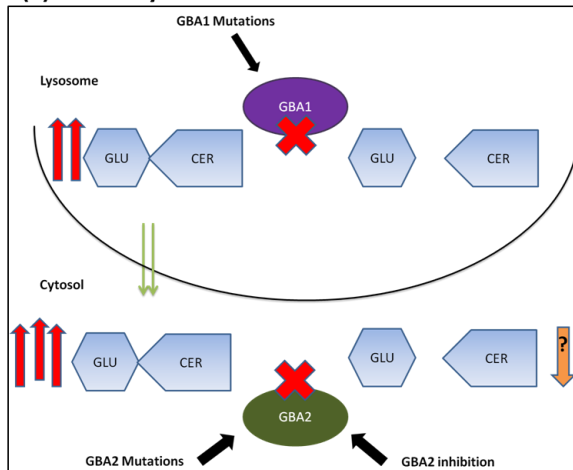 GBA1 Mutations
Lysosome
GBA1
GLU
CER
GLU
CER
Cytosol
GLU
CER
GLU
CER
?
GBA2
GBA2 Mutations
GBA2 inhibition